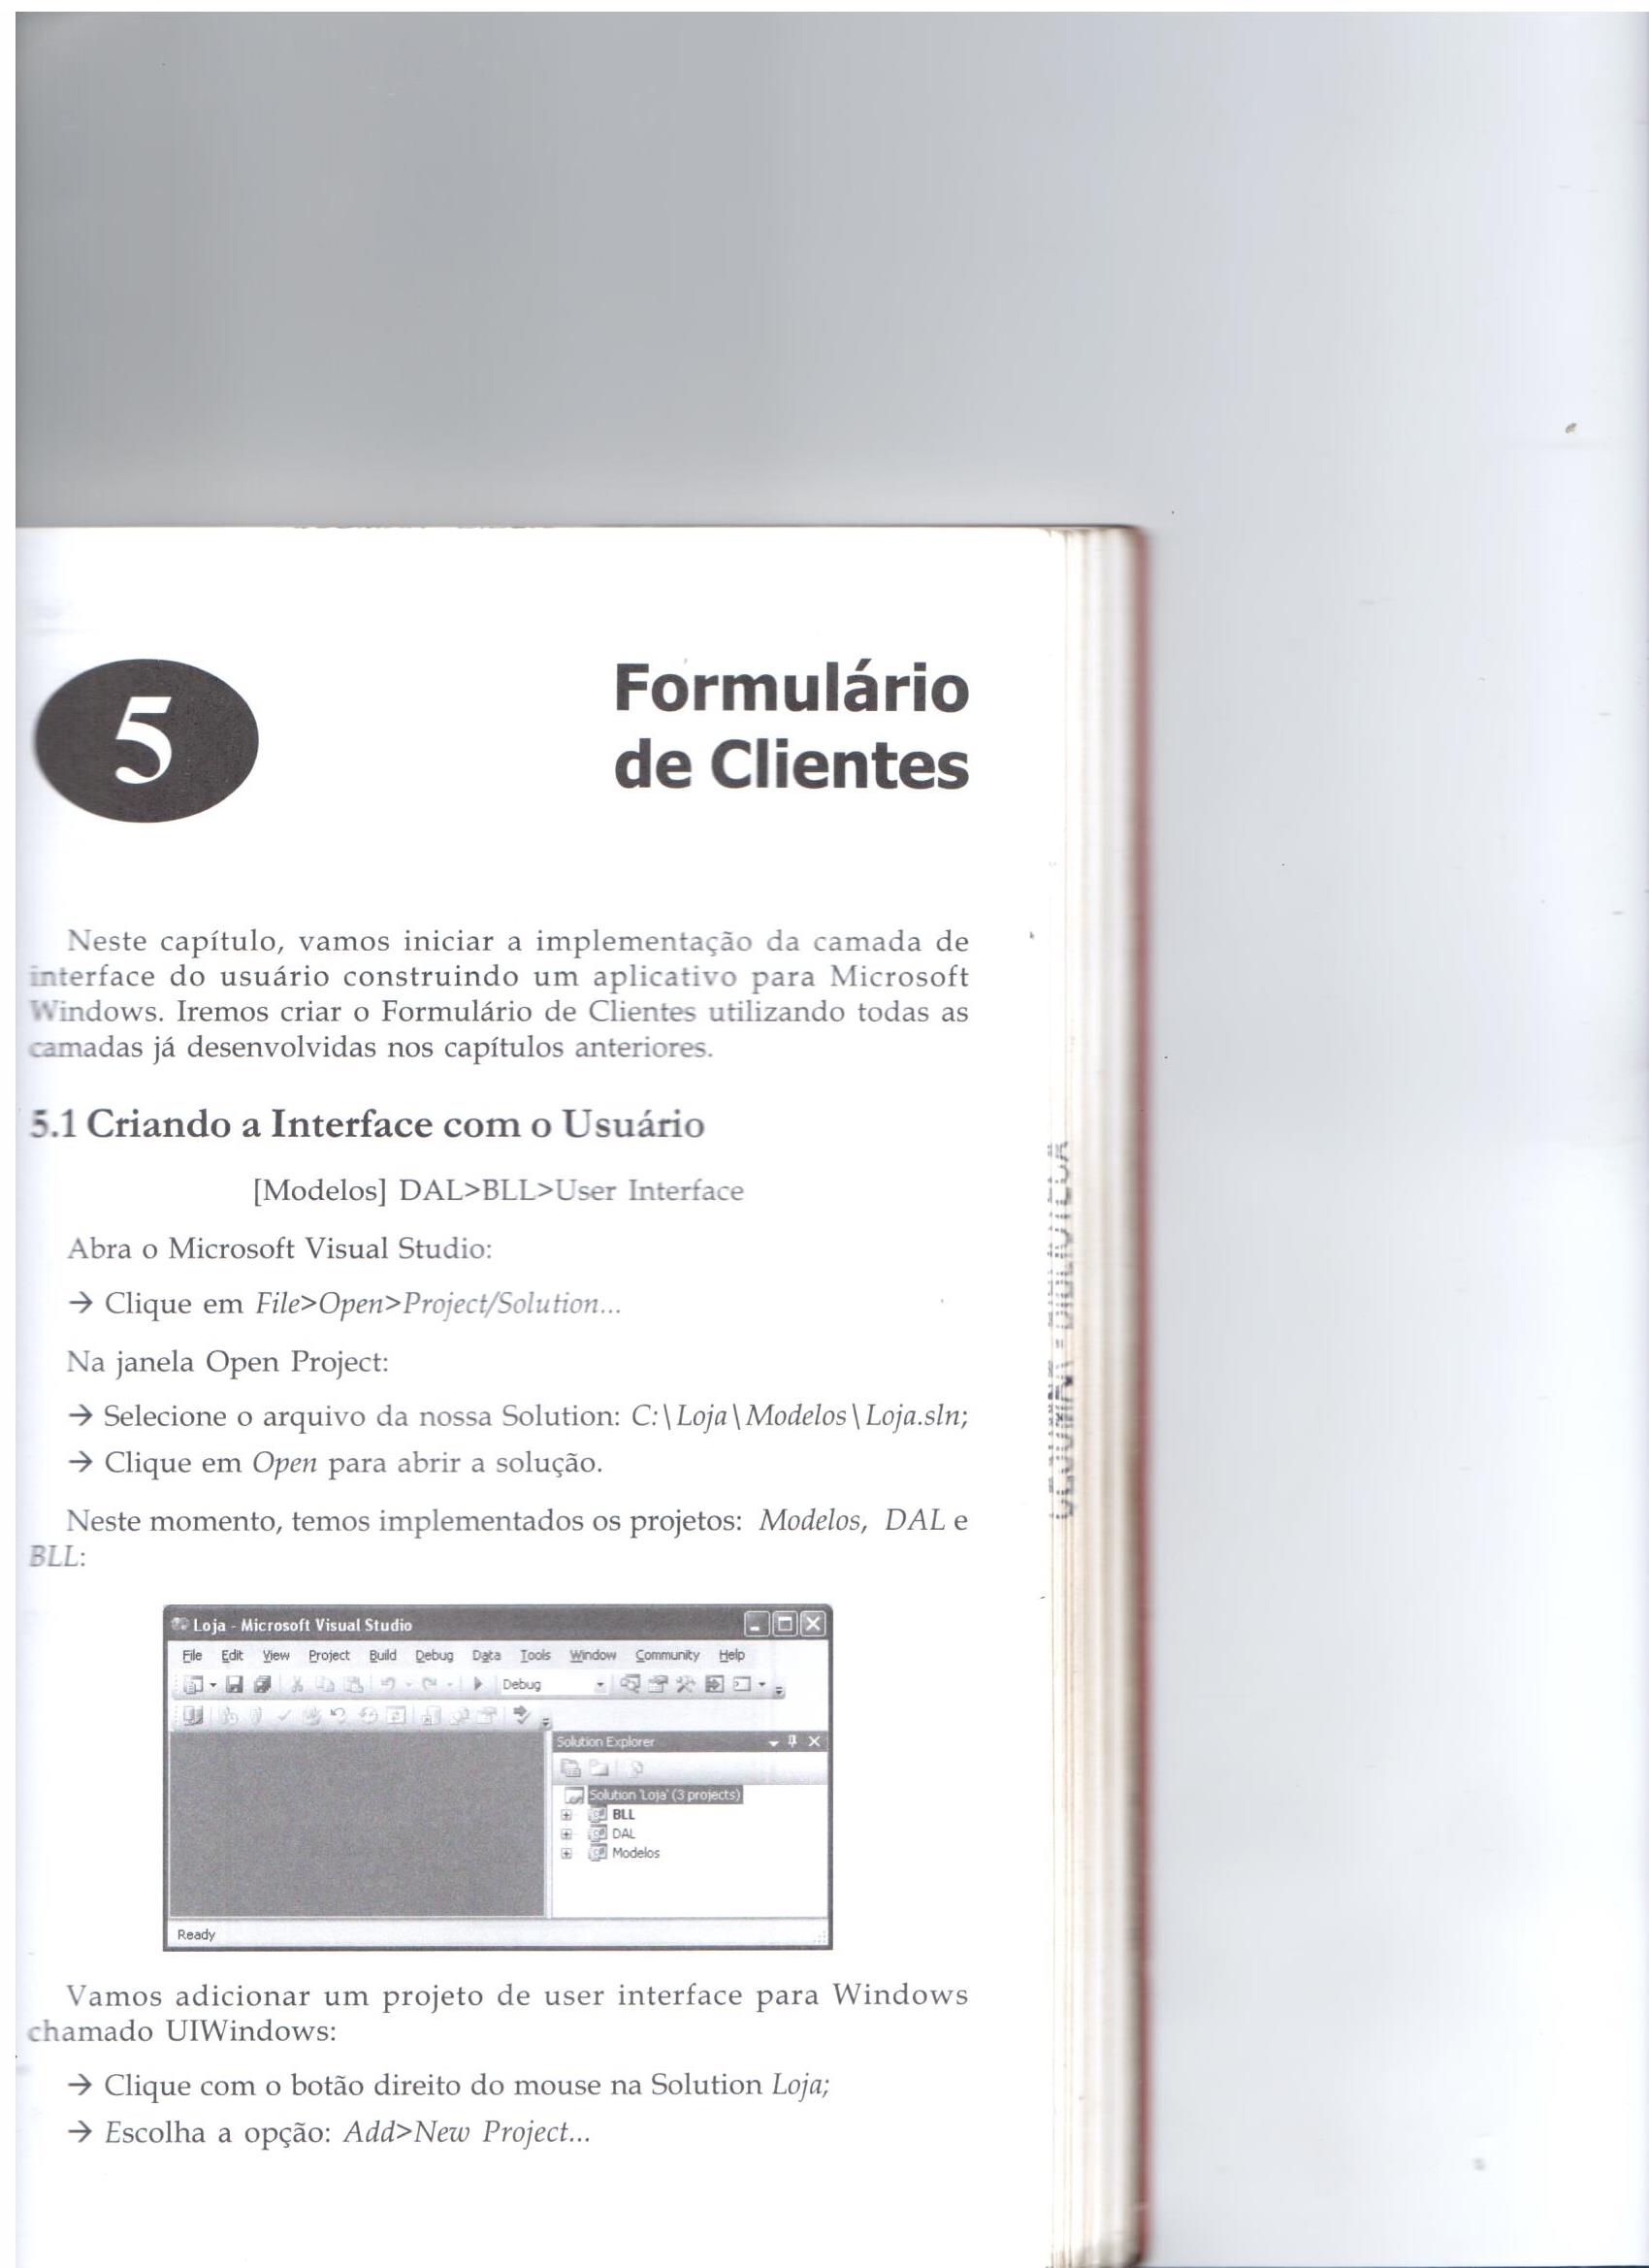 5
Formulário
de Clientes
Neste capítulo, vamos iniciar a implementação da camada de
interface do usuário construindo um aplicativo para Microsoft
Windows. Iremos criar o Formulário de Clientes utilizando todas as
camadas já desenvolvidas nos capítulos anteriores.
5.1 Criando a Interface com o Usuário
[Modelos] DAL>BLL>User Interface
Abra o Microsoft Visual Studio:
→ Clique em File>Open>Project/Solution...
Na janela Open Project:
→ Selecione o arquivo da nossa Solution: C:\Loja\Modelos\Loja.sln;
→ Clique em Open para abrir a solução.
Neste momento, temos implementados os projetos: Modelos, DAL e
BLL:
Loja - Microsoft Visual Studio
File Edit View Project Build Debug Data Tools Window Community Help
Debug
Solution Explorer
Solution 'Loja' (3 projects)
BLL
DAL
Modelos
Ready
Vamos adicionar um projeto de user interface para Windows
chamado UIWindows:
→ Clique com o botão direito do mouse na Solution Loja;
→ Escolha a opção: Add>New Project...